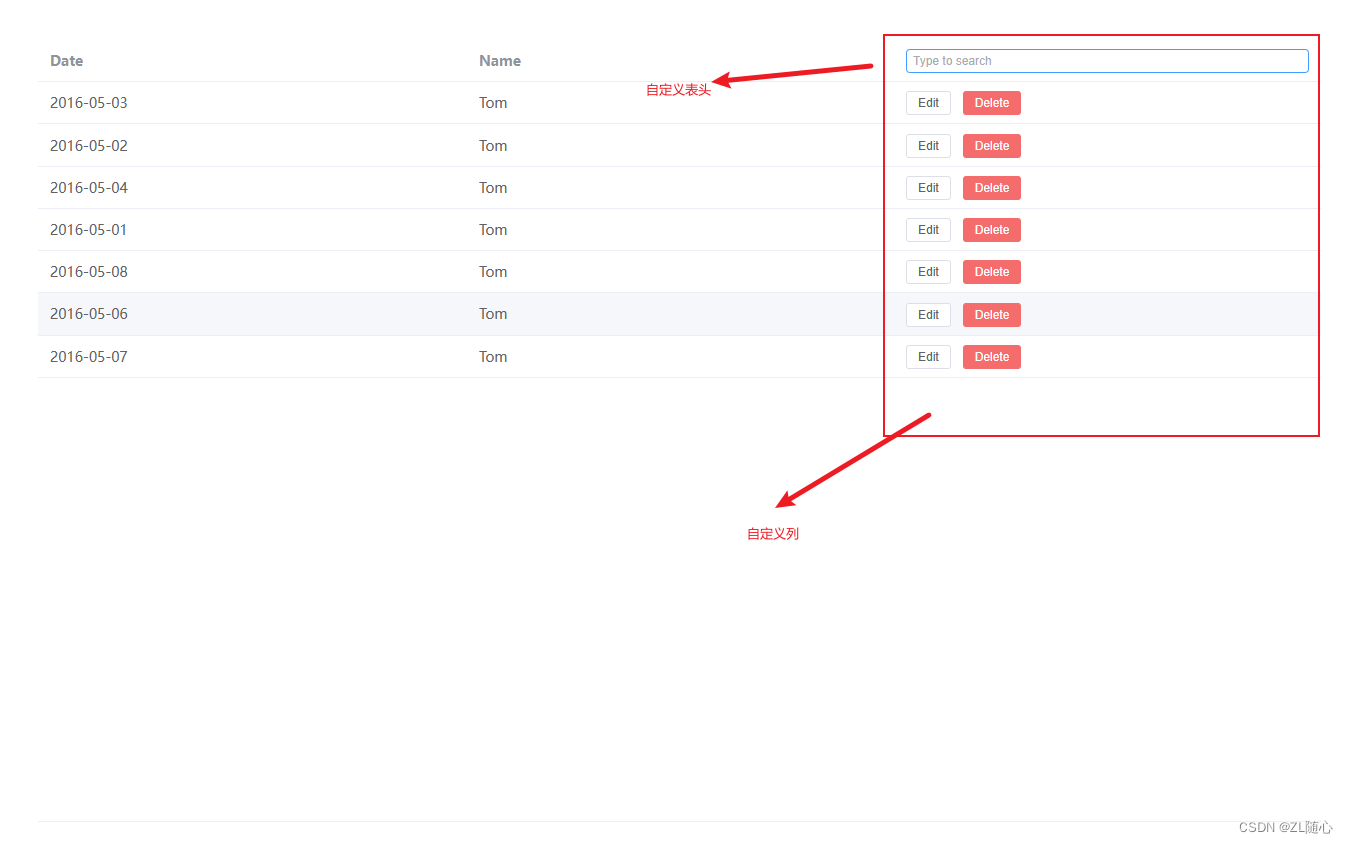 Date Name Type to search
自定义表头
2016-05-03 Tom Edit Delete
2016-05-02 Tom Edit Delete
2016-05-04 Tom Edit Delete
2016-05-01 Tom Edit Delete
2016-05-08 Tom Edit Delete
2016-05-06 Tom Edit Delete
2016-05-07 Tom Edit Delete
自定义列
CSDN @ZL随心